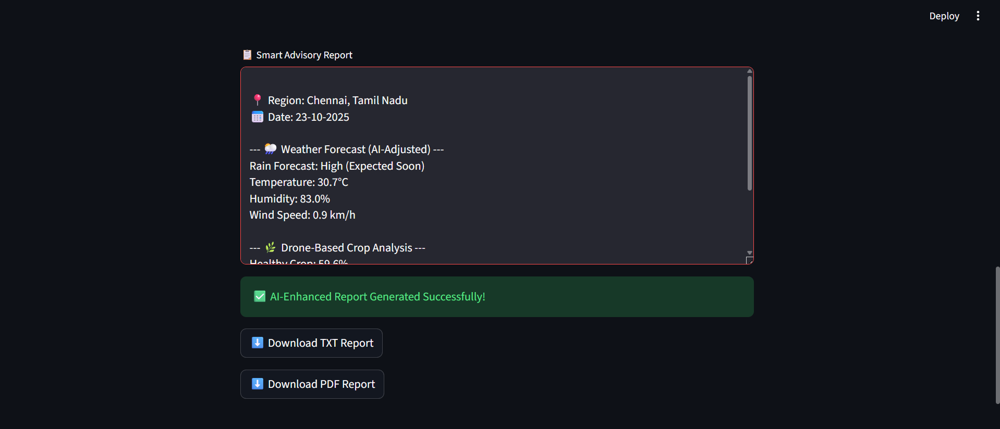 Deploy
📋 Smart Advisory Report
📍 Region: Chennai, Tamil Nadu
📅 Date: 23-10-2025
--- 🌦️ Weather Forecast (AI-Adjusted) ---
Rain Forecast: High (Expected Soon)
Temperature: 30.7°C
Humidity: 83.0%
Wind Speed: 0.9 km/h
--- 🌿 Drone-Based Crop Analysis ---
Healthy Crop: 59.6%
✅ AI-Enhanced Report Generated Successfully!
⬇️ Download TXT Report
⬇️ Download PDF Report